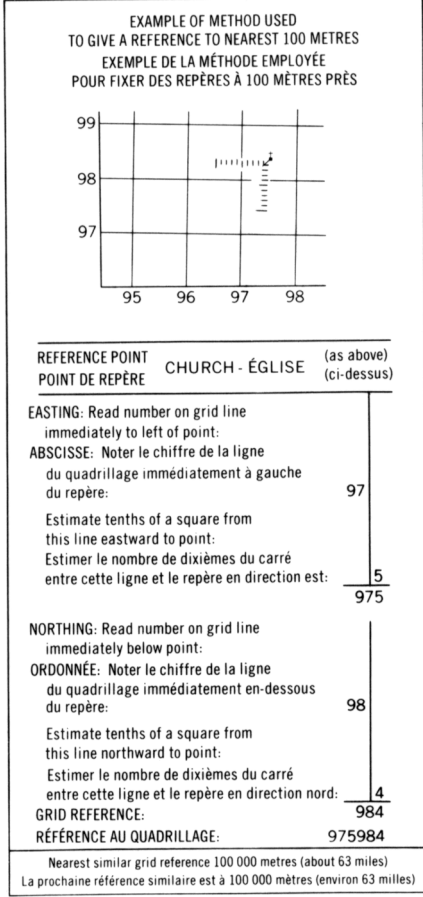 EXAMPLE OF METHOD USED
TO GIVE A REFERENCE TO NEAREST 100 METRES
EXEMPLE DE LA MÉTHODE EMPLOYÉE
POUR FIXER DES REPÈRES À 100 MÈTRES PRÈS
99
98
97
95 96 97 98
REFERENCE POINT
POINT DE REPÈRE
CHURCH - ÉGLISE
(as above)
(ci-dessus)
EASTING: Read number on grid line
immediately to left of point:
ABSCISSE: Noter le chiffre de la ligne
du quadrillage immédiatement à gauche
du repère: 97
Estimate tenths of a square from
this line eastward to point:
Estimer le nombre de dixièmes du carré
entre cette ligne et le repère en direction est: 5
975
NORTHING: Read number on grid line
immediately below point:
ORDONNÉE: Noter le chiffre de la ligne
du quadrillage immédiatement en-dessous
du repère: 98
Estimate tenths of a square from
this line northward to point:
Estimer le nombre de dixièmes du carré
entre cette ligne et le repère en direction nord: 4
GRID REFERENCE: 984
RÉFÉRENCE AU QUADRILLAGE: 975984
Nearest similar grid reference 100 000 metres (about 63 miles)
La prochaine référence similaire est à 100 000 mètres (environ 63 milles)